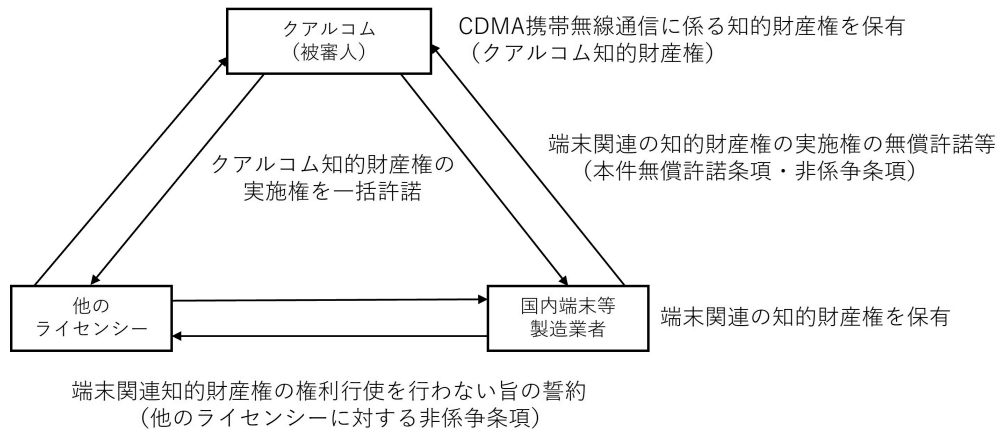 クアルコム
（被審人）
CDMA携帯無線通信に係る知的財産権を保有
（クアルコム知的財産権）
端末関連の知的財産権の実施権の無償許諾等
（本件無償許諾条項・非係争条項）
クアルコム知的財産権の
実施権を一括許諾
他の
ライセンシー
国内端末等
製造業者
端末関連の知的財産権を保有
端末関連知的財産権の権利行使を行わない旨の誓約
（他のライセンシーに対する非係争条項）